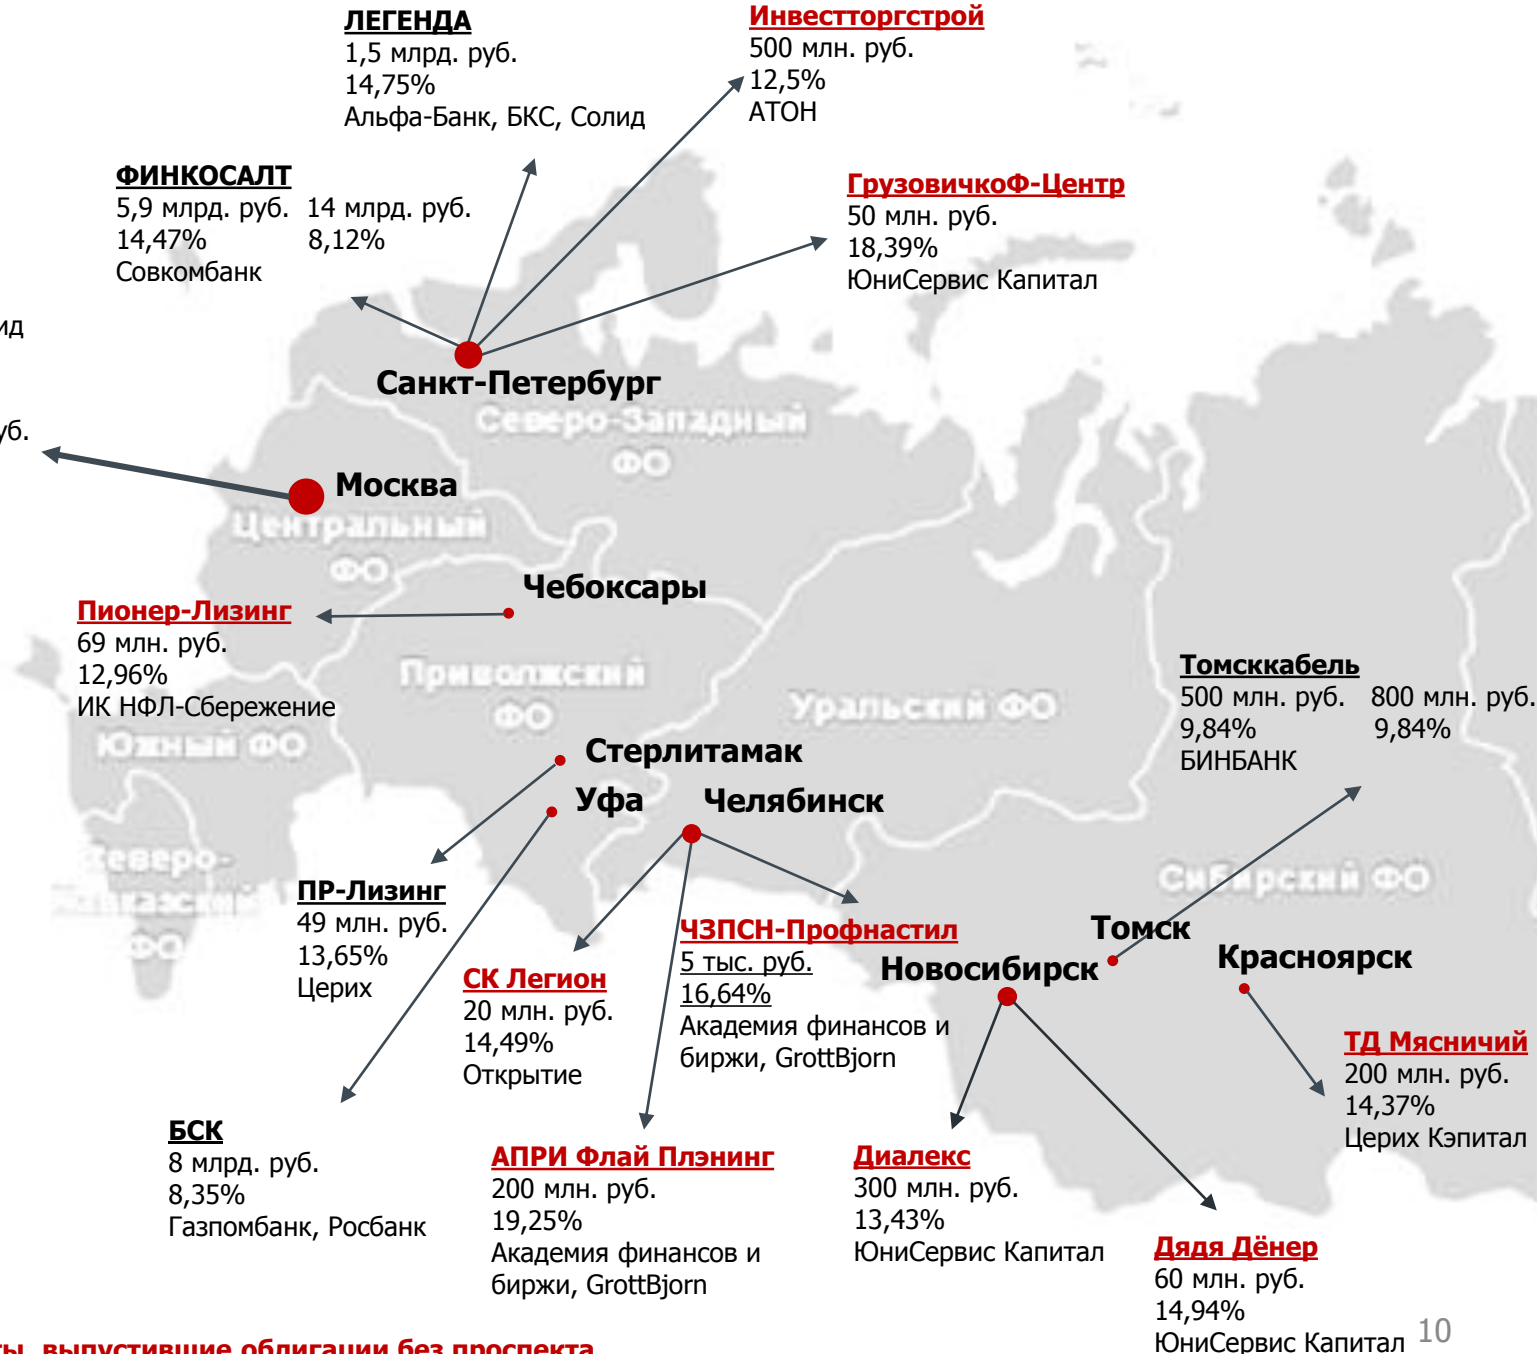 ЛЕГЕНДА
1,5 млрд. руб.
14,75%
Альфа-Банк, БКС, Солид
Инвестторгстрой
500 млн. руб.
12,5%
АТОН
ФИНКОСАЛТ
5,9 млрд. руб. 14 млрд. руб.
14,47% 8,12%
Совкомбанк
ГрузовичкоФ-Центр
50 млн. руб.
18,39%
ЮниСервис Капитал
Санкт-Петербург
Северо-Западный
ФО
Москва
Центральный
ФО
Чебоксары
Пионер-Лизинг
69 млн. руб.
12,96%
ИК НФЛ-Сбережение
Приволжский
ФО
Уральский ФО
Южный ФО
Томсккабель
500 млн. руб. 800 млн. руб.
9,84% 9,84%
БИНБАНК
Стерлитамак
Уфа
Челябинск
ФО
Сибирский ФО
ПР-Лизинг
49 млн. руб.
13,65%
Церих
СК Легион
20 млн. руб.
14,49%
Открытие
ЧЗПСН-Профнастил
5 тыс. руб.
16,64%
Академия финансов и
биржи, GrottBjorn
Томск
Новосибирск
Красноярск
ТД Мясничий
200 млн. руб.
14,37%
Церих Кэпитал
БСК
8 млрд. руб.
8,35%
Газпомбанк, Росбанк
АПРИ Флай Плэнинг
200 млн. руб.
19,25%
Академия финансов и
биржи, GrottBjorn
Диалекс
300 млн. руб.
13,43%
ЮниСервис Капитал
Дядя Дёнер
60 млн. руб.
14,94%
ЮниСервис Капитал
выпустившие облигации без проспекта
10